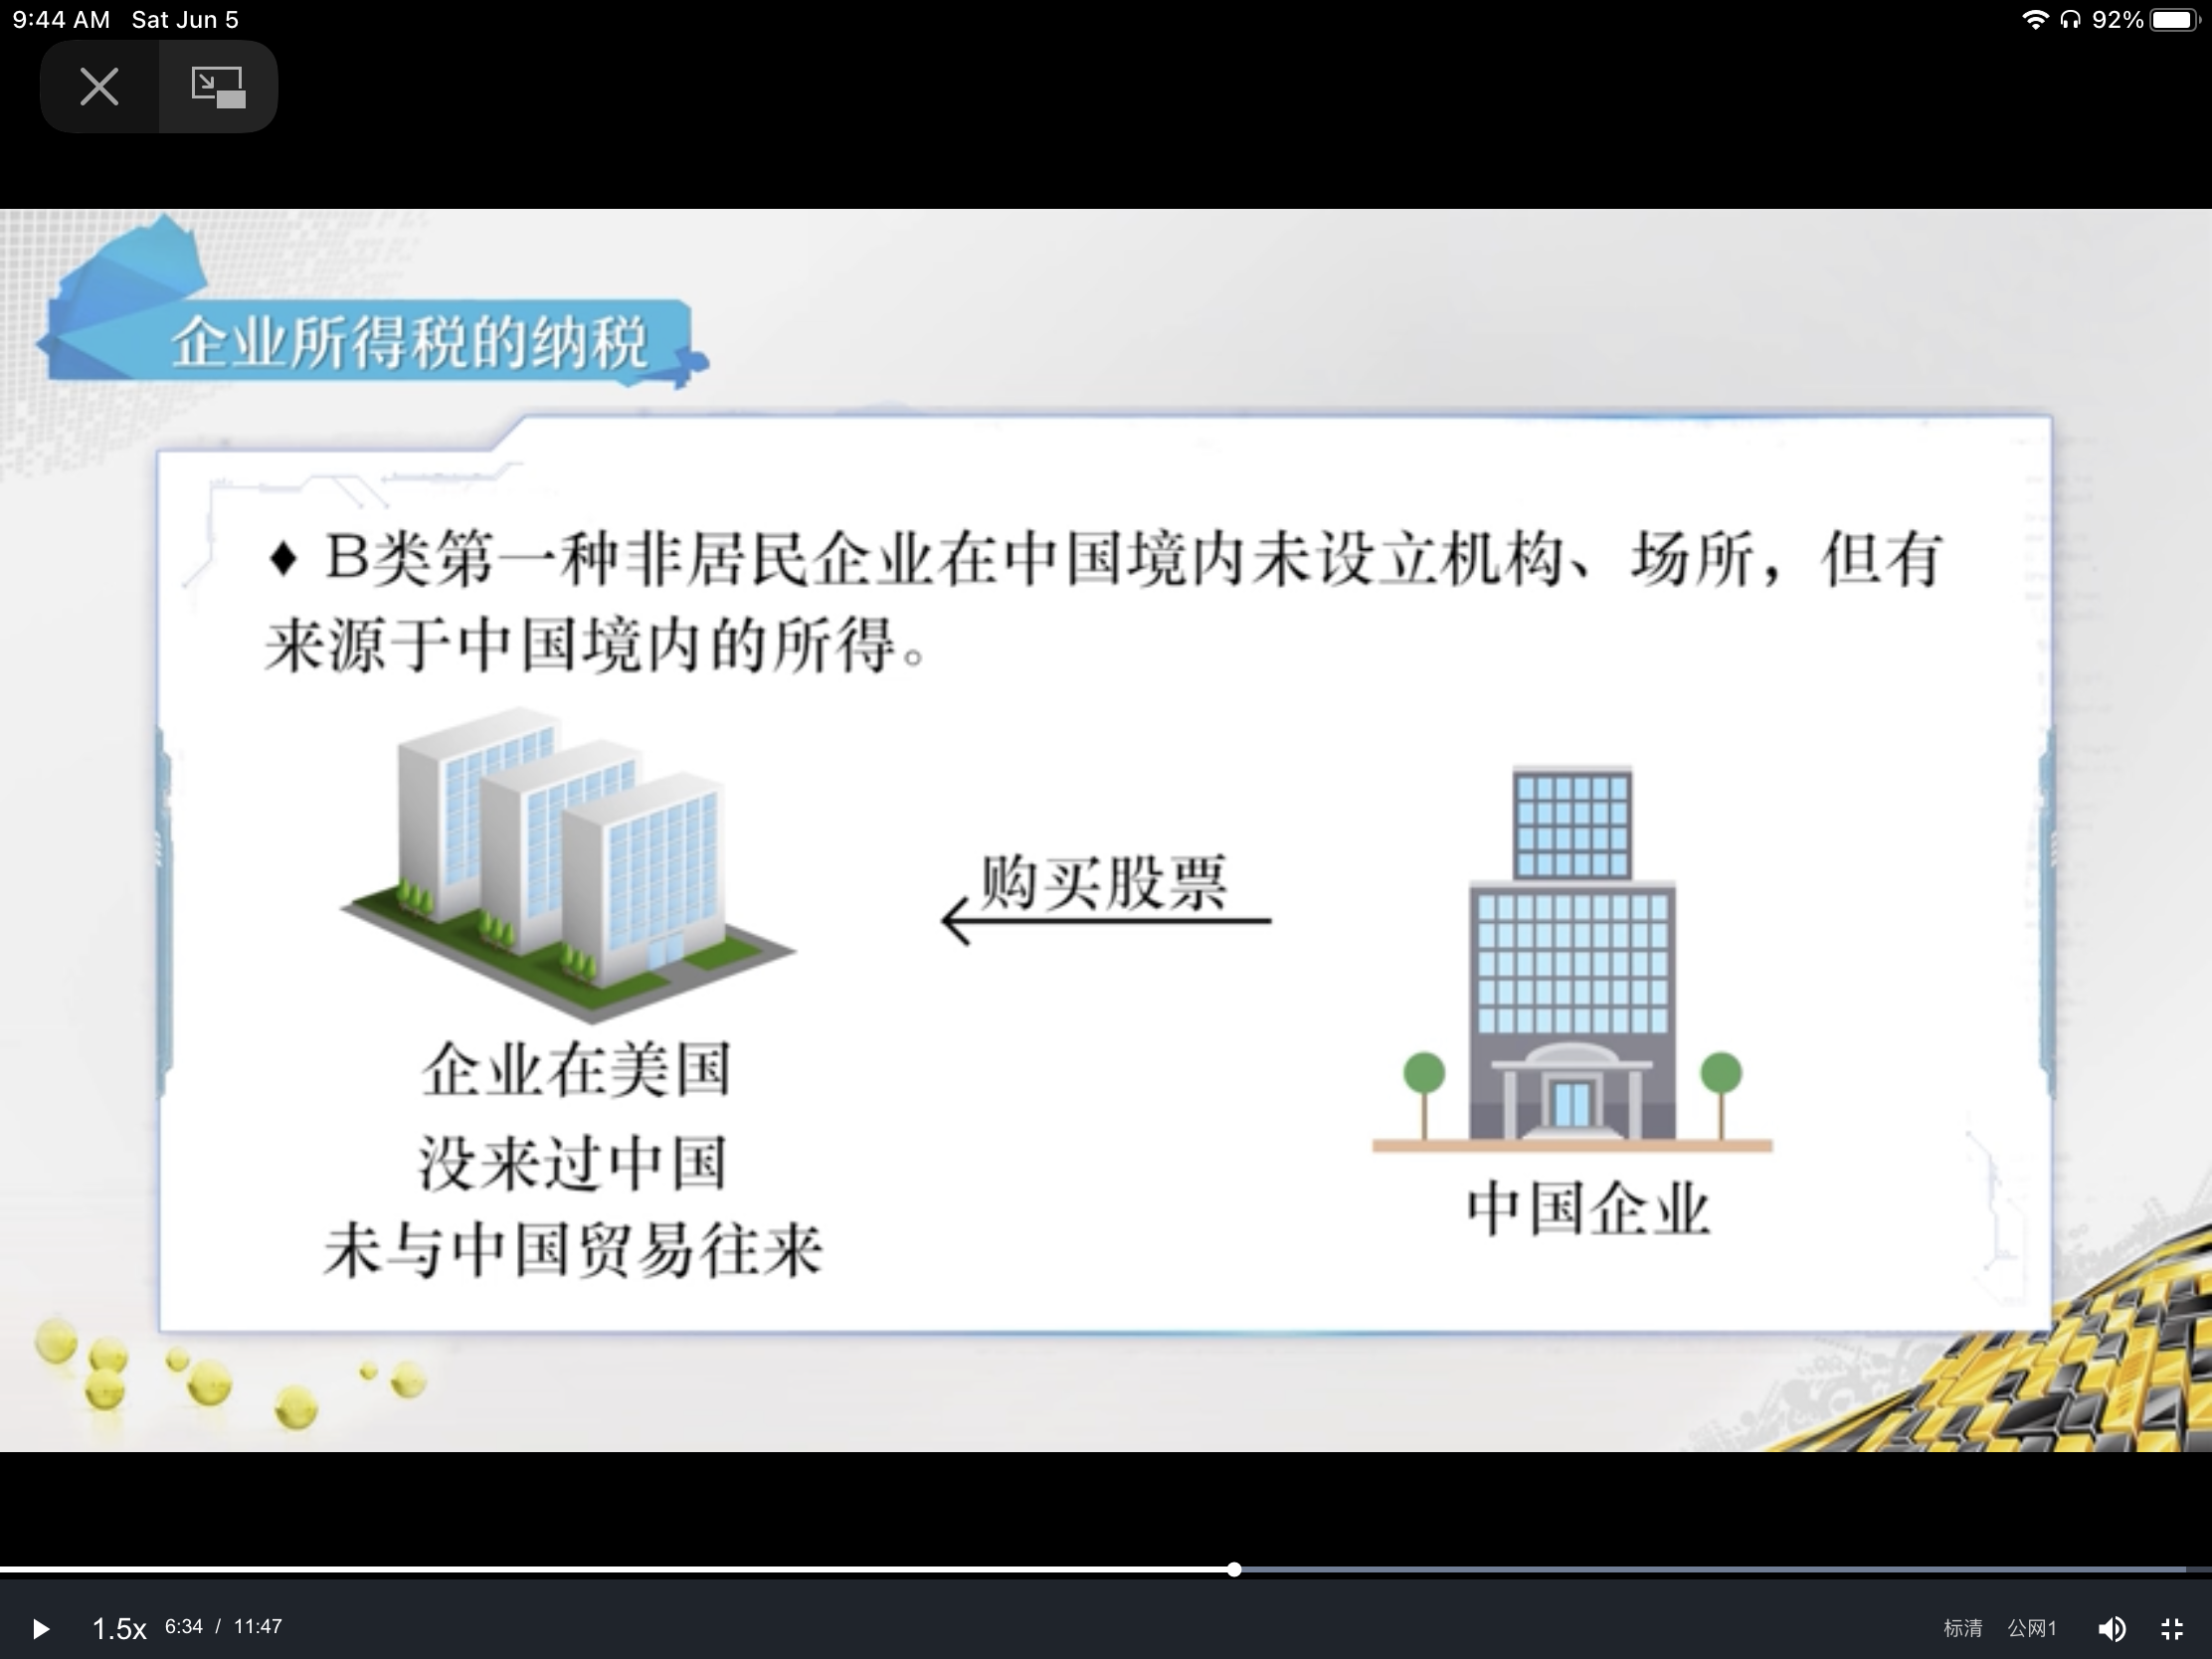 9:44 AM Sat Jun 5
92%
企业所得税的纳税
♦ B类第一种非居民企业在中国境内未设立机构、场所，但有
来源于中国境内的所得。
购买股票
企业在美国
没来过中国
未与中国贸易往来
中国企业
1.5x 6:34 / 11:47
标清 公网1